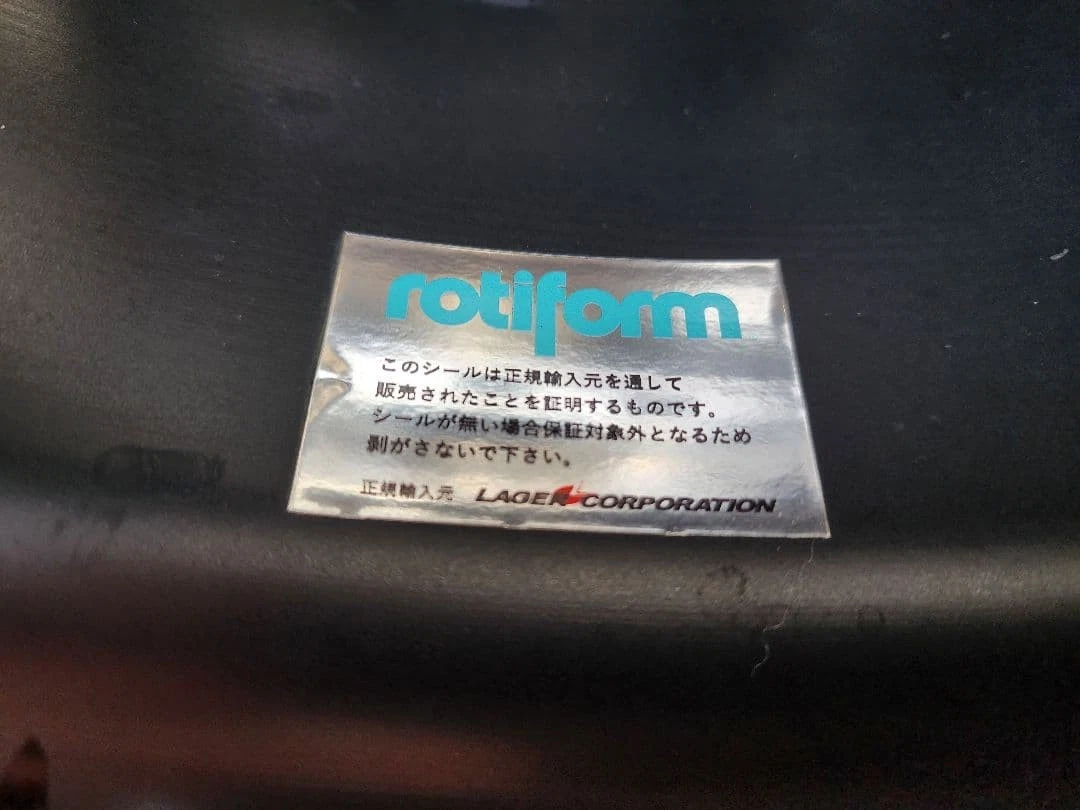 rotiform
このシールは正規輸入元を通して
販売されたことを証明するものです。
シールが無い場合保証対象外となるため
剥がさないで下さい。
正規輸入元 LAGER CORPORATION